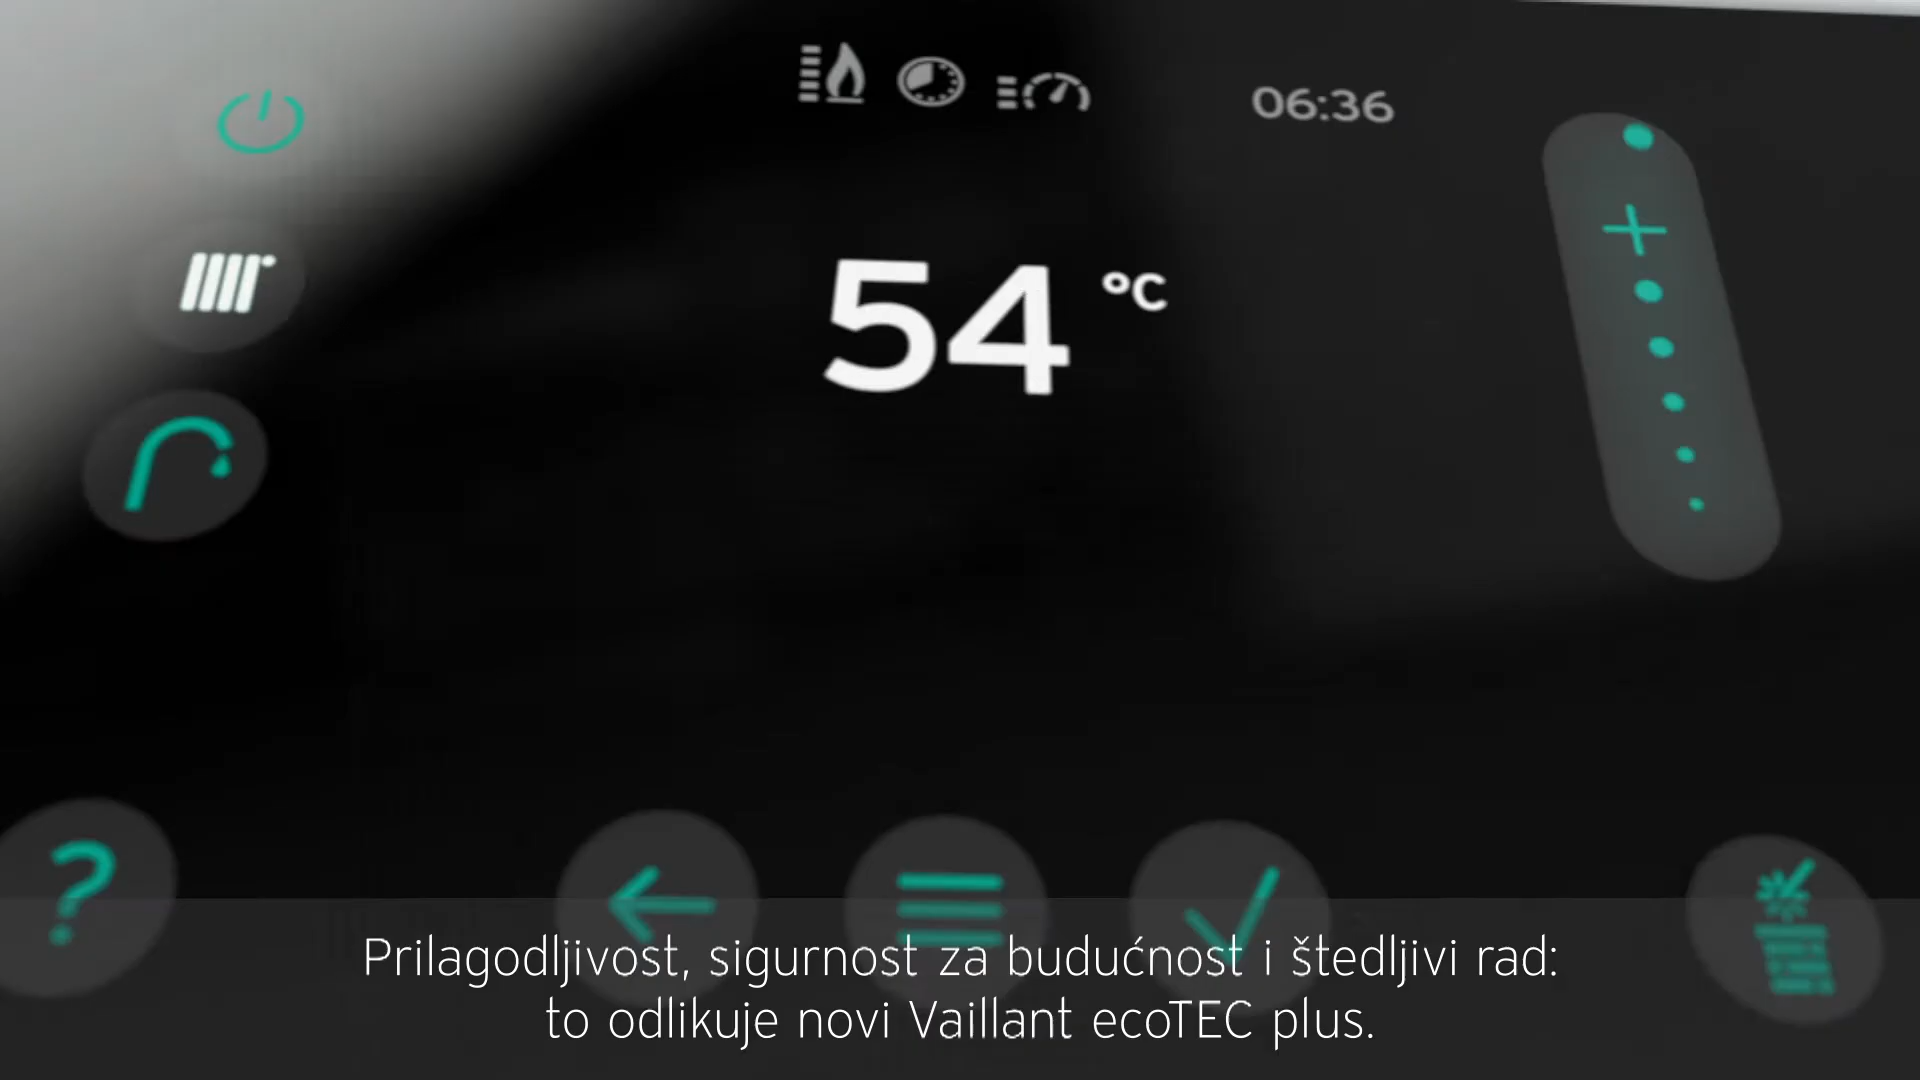 06:36
54 °C
?
Prilagodljivost, sigurnost za budućnost i štedljivi rad:
to odlikuje novi Vaillant ecoTEC plus.